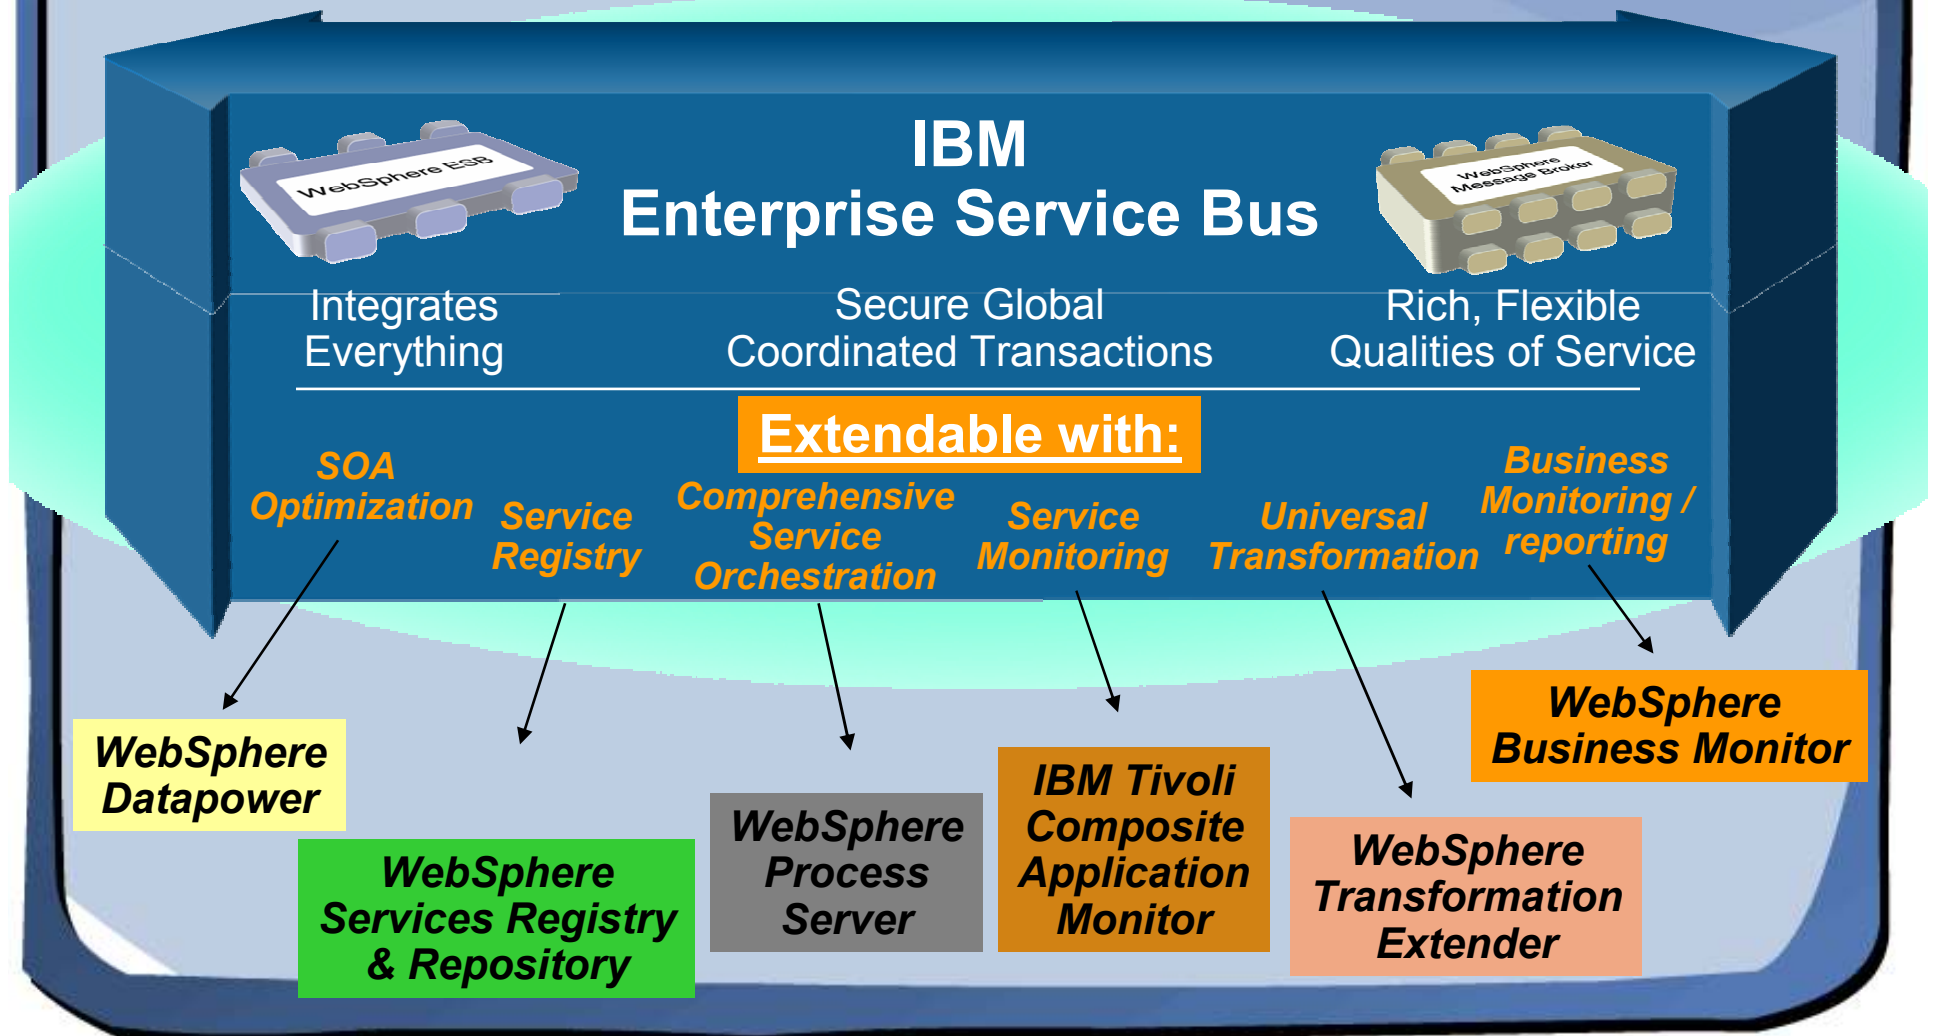 WebSphere ESB
IBM
Enterprise Service Bus
WebSphere
Message Broker
Integrates
Everything
Secure Global
Coordinated Transactions
Rich, Flexible
Qualities of Service
Extendable with:
SOA
Optimization
Service
Registry
Comprehensive
Service
Orchestration
Service
Monitoring
Universal
Transformation
Business
Monitoring /
reporting
WebSphere
Datapower
WebSphere
Services Registry
& Repository
WebSphere
Process
Server
IBM Tivoli
Composite
Application
Monitor
WebSphere
Transformation
Extender
WebSphere
Business Monitor